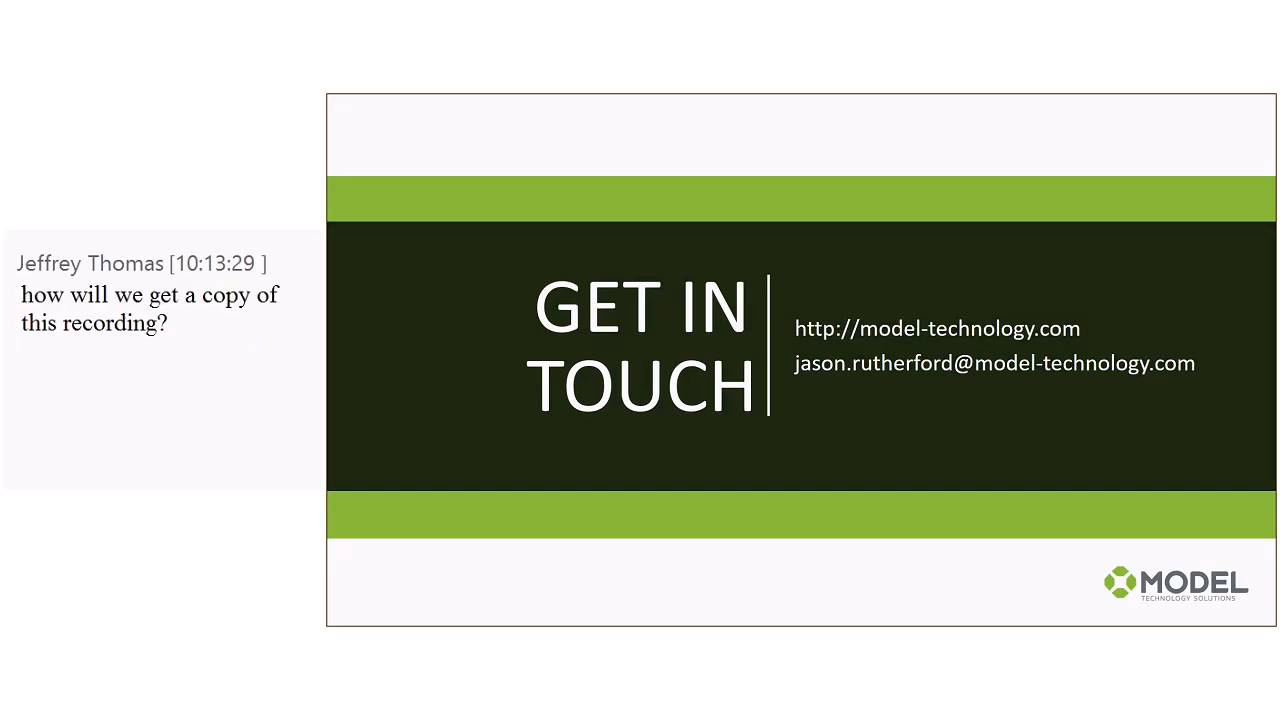 Jeffrey Thomas [10:13:29 ]
how will we get a copy of
this recording?
GET IN
TOUCH
http://model-technology.com
jason.rutherford@model-technology.com
MODEL
TECHNOLOGY SOLUTIONS